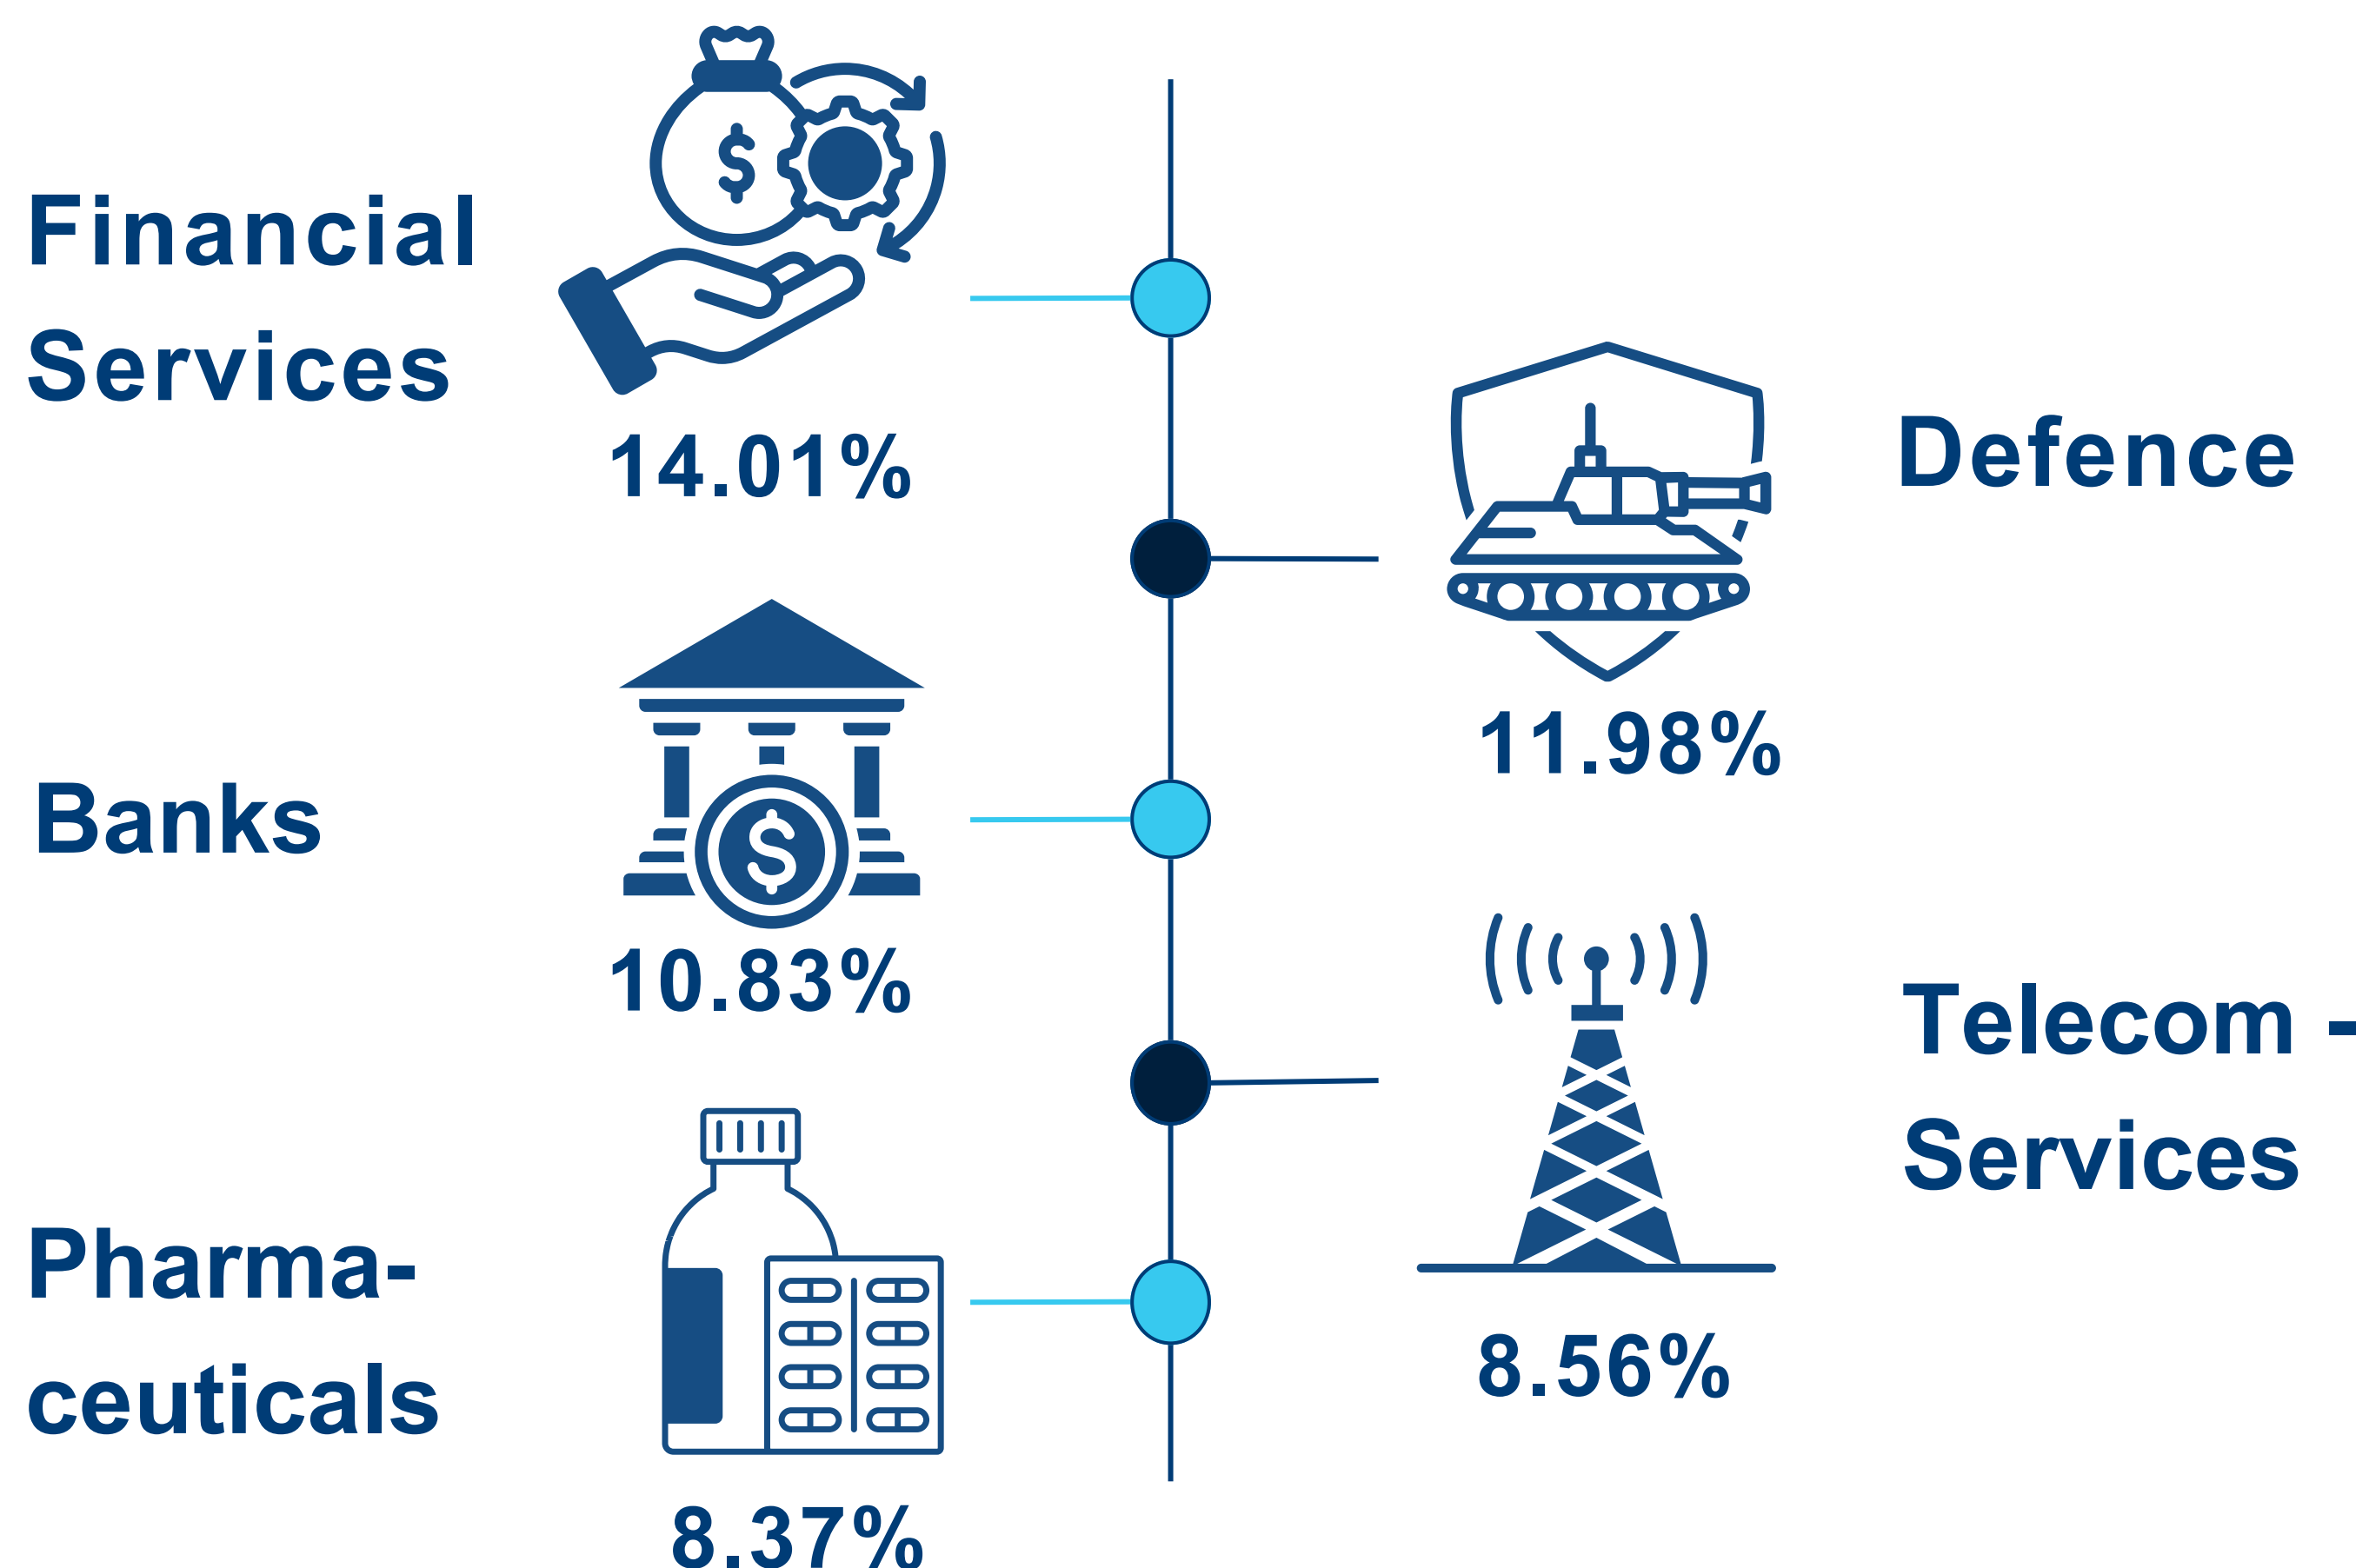 Financial
Services
14.01%
Defence
11.98%
Banks
10.83%
Telecom -
Services
8.56%
Pharma-
ceuticals
8.37%